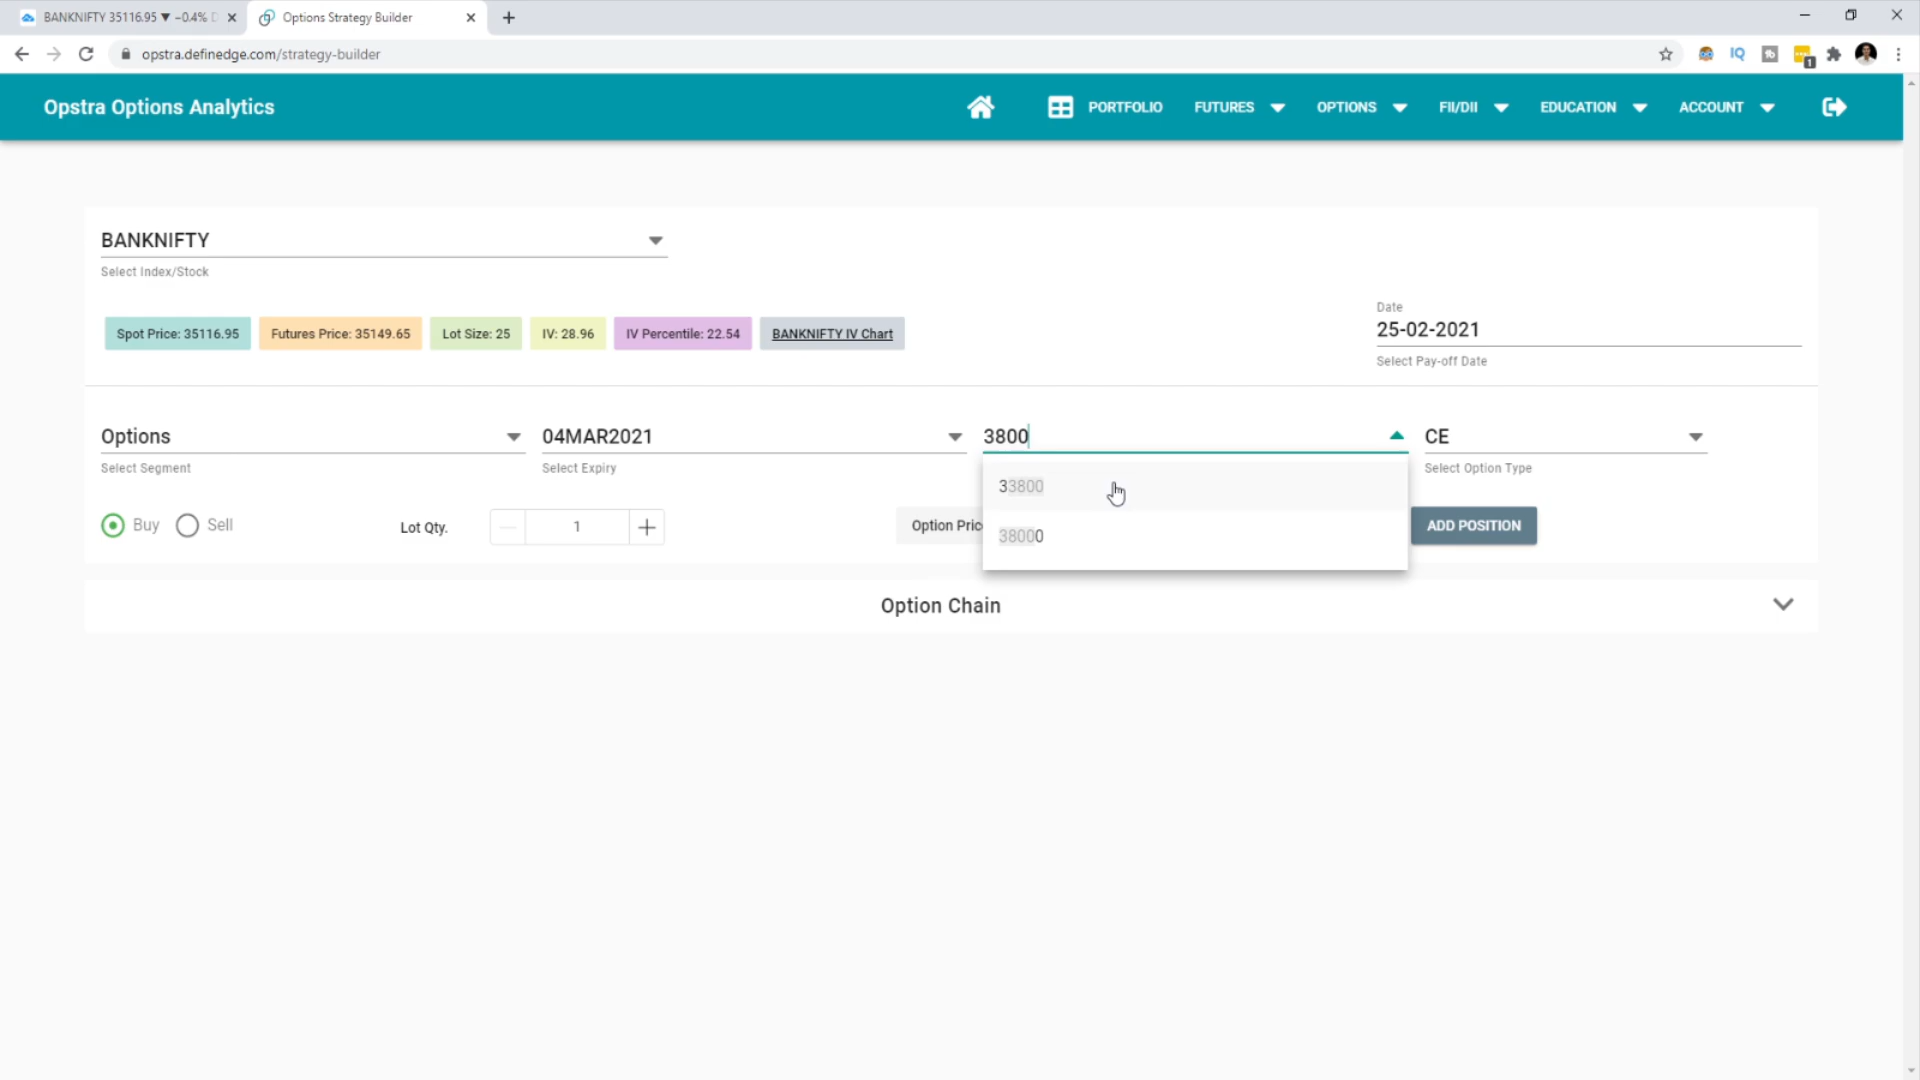 BANKNIFTY 35116.95 ▼ −0.4%
Options Strategy Builder
opstra.definedge.com/strategy-builder
IQ
1
Opstra Options Analytics
PORTFOLIO
FUTURES
OPTIONS
FII/DII
EDUCATION
ACCOUNT
BANKNIFTY
Select Index/Stock
Spot Price: 35116.95
Futures Price: 35149.65
Lot Size: 25
IV: 28.96
IV Percentile: 22.54
BANKNIFTY IV Chart
Date
25-02-2021
Select Pay-off Date
Options
Select Segment
04MAR2021
Select Expiry
3800
33800
38000
CE
Select Option Type
Buy
Sell
Lot Qty.
1
Option Pric
ADD POSITION
Option Chain